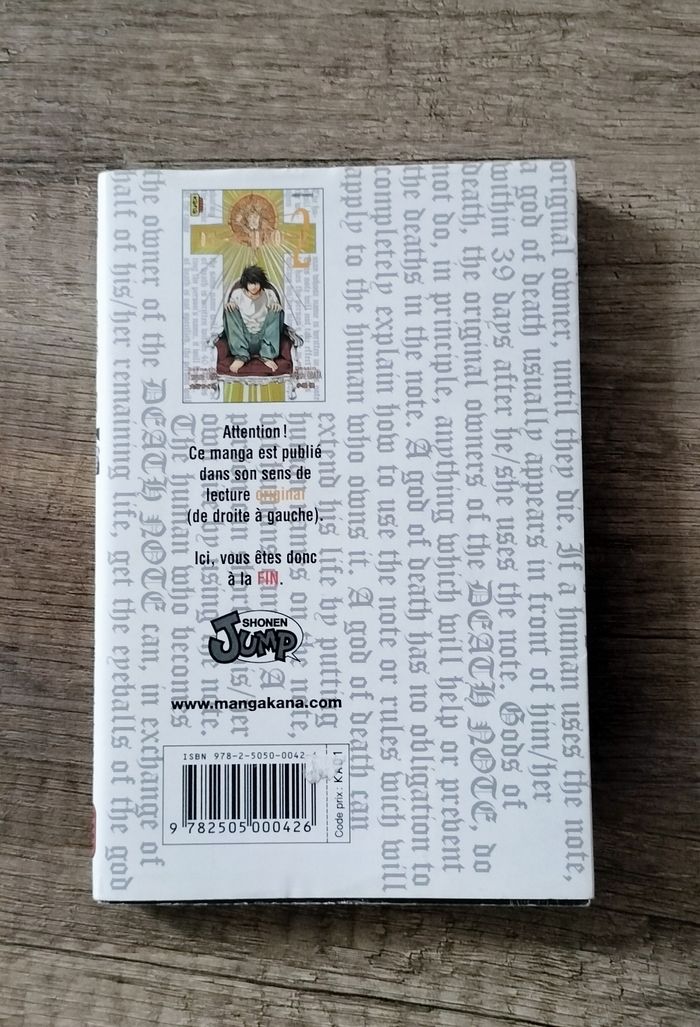 2
Attention !
Ce manga est publié
dans son sens de
lecture original
(de droite à gauche).
Ici, vous êtes donc
à la FIN.
SHONEN
JUMP
www.mangakana.com
ISBN 978-2-5050-0042-
9 782505 000426
Code prix : KA01
original owner, until they die. If a human uses the note,
a god of death usually appears in front of him/her
within 39 days after he/she uses the note. Gods of
death, the original owners of the DEATH NOTE, do
not do, in principle, anything which will help or prevent
the deaths in the note. A god of death has no obligation to
completely explain how to use the note or rules which will
apply to the human who owns it. A god of death can
extend his life by putting
on the note,
The human who becomes
the owner of the DEATH NOTE can, in exchange of
half of his/her remaining life, get the eyeballs of the god